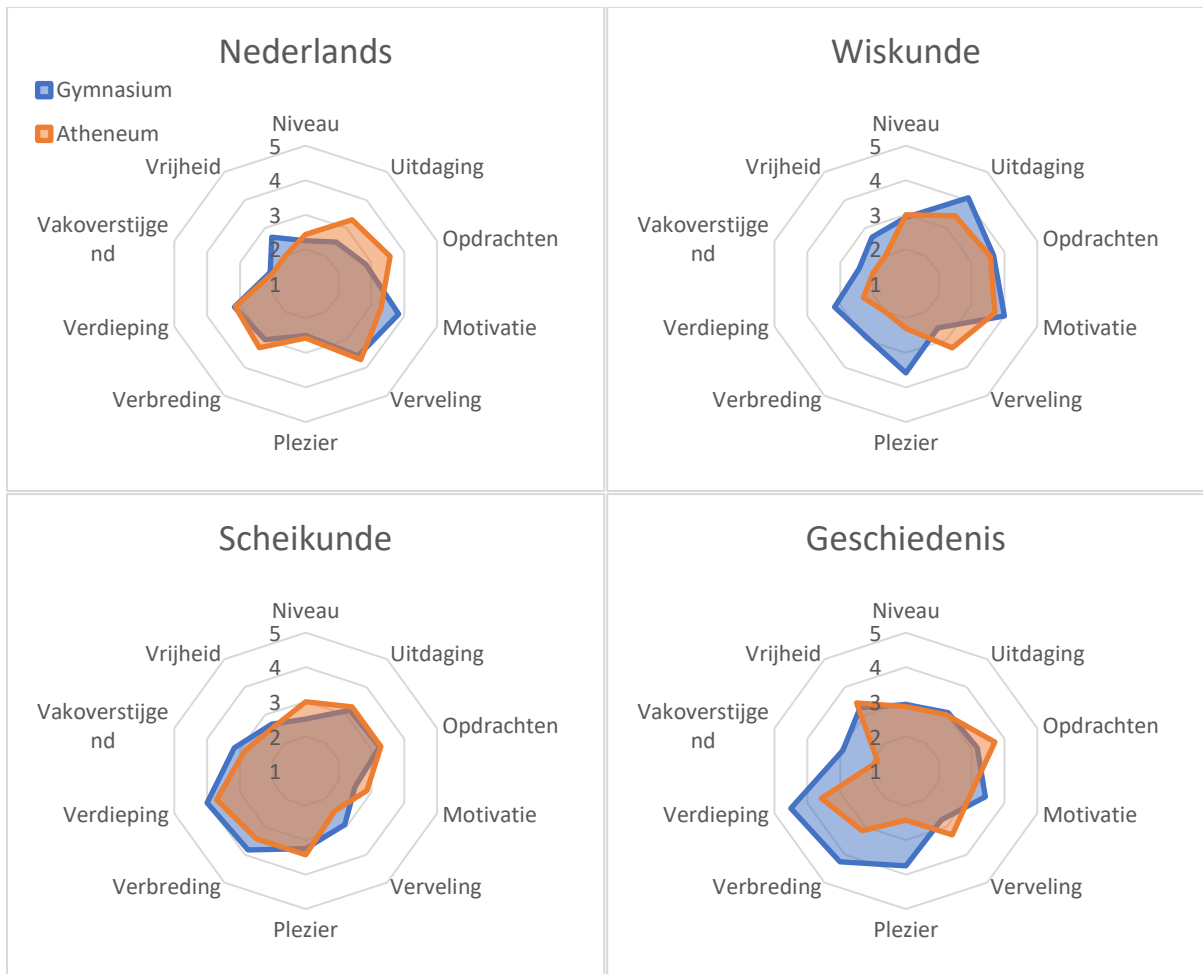 Nederlands
Gymnasium
Atheneum
Niveau
Uitdaging
Opdrachten
Motivatie
Verveling
Plezier
Verbreding
Verdieping
Vakoverstijge
nd
Vrijheid
5
4
3
2
1
Wiskunde
Niveau
Uitdaging
Opdrachten
Motivatie
Verveling
Plezier
Verbreding
Verdieping
Vakoverstijge
nd
Vrijheid
5
4
3
2
1
Scheikunde
Niveau
Uitdaging
Opdrachten
Motivatie
Verveling
Plezier
Verbreding
Verdieping
Vakoverstijge
nd
Vrijheid
5
4
3
2
1
Geschiedenis
Niveau
Uitdaging
Opdrachten
Motivatie
Verveling
Plezier
Verbreding
Verdieping
Vakoverstijge
nd
Vrijheid
5
4
3
2
1